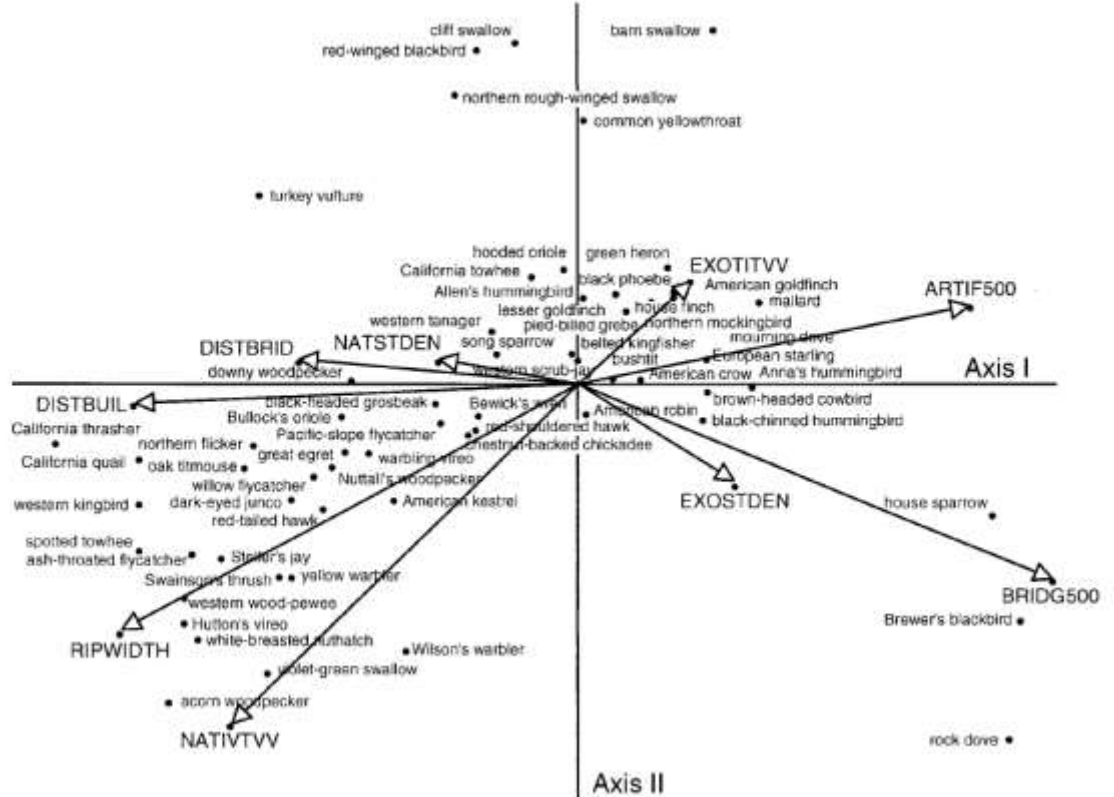 cliff swallow
barn swallow
red-winged blackbird
northern rough-winged swallow
common yellowthroat
turkey vulture
hooded oriole
green heron
EXOTITVV
California towhee
black phoebe
American goldfinch
ARTIF500
Allen's hummingbird
mallard
lesser goldfinch
house finch
western tanager
pied-billed grebe
northern mockingbird
DISTBRID
NATSTDEN
song sparrow
belted kingfisher
mourning dove
bushtit
European starling
Axis I
downy woodpecker
western scrub-jay
American crow
Anna's hummingbird
DISTBUIL
black-headed grosbeak
Bewick's wren
brown-headed cowbird
Bullock's oriole
American robin
black-chinned hummingbird
California thrasher
Pacific-slope flycatcher
red-shouldered hawk
northern flicker
chestnut-backed chickadee
great egret
warbling vireo
California quail
oak titmouse
Nuttall's woodpecker
willow flycatcher
EXOSTDEN
western kingbird
dark-eyed junco
American kestrel
house sparrow
red-tailed hawk
spotted towhee
ash-throated flycatcher
Steller's jay
Swainson's thrush
yellow warbler
BRIDG500
western wood-pewee
Hutton's vireo
Brewer's blackbird
white-breasted nuthatch
RIPWIDTH
Wilson's warbler
violet-green swallow
acorn woodpecker
NATIVTVV
rock dove
Axis II